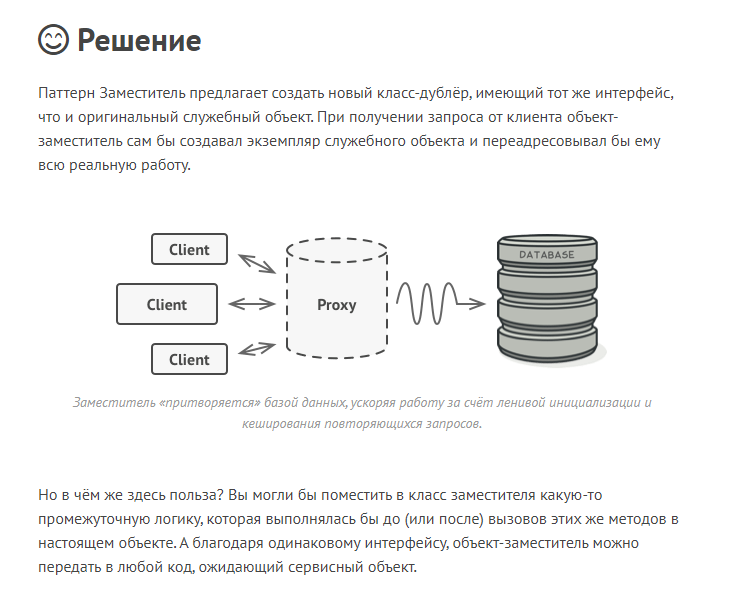 Решение
Паттерн Заместитель предлагает создать новый класс-дублёр, имеющий тот же интерфейс,
что и оригинальный служебный объект. При получении запроса от клиента объект-
заместитель сам бы создавал экземпляр служебного объекта и переадресовывал бы ему
всю реальную работу.
Client
Client
Client
Proxy
DATABASE
Заместитель «притворяется» базой данных, ускоряя работу за счёт ленивой инициализации и
кеширования повторяющихся запросов.
Но в чём же здесь польза? Вы могли бы поместить в класс заместителя какую-то
промежуточную логику, которая выполнялась бы до (или после) вызовов этих же методов в
настоящем объекте. А благодаря одинаковому интерфейсу, объект-заместитель можно
передать в любой код, ожидающий сервисный объект.